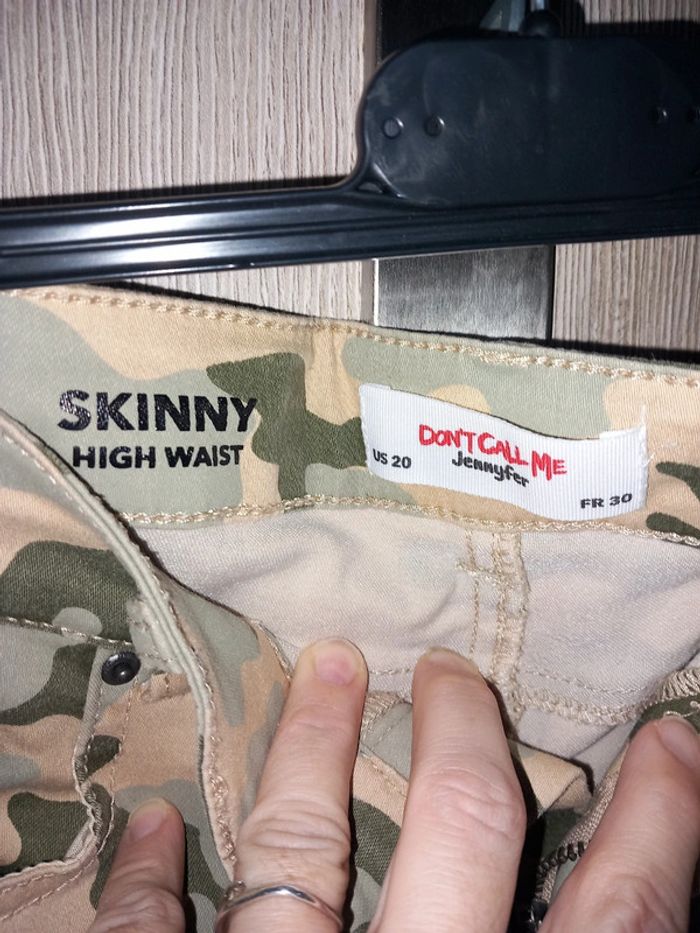 SKINNY
HIGH WAIST
DON'T CALL ME
Jennyfer
US 20
FR 30